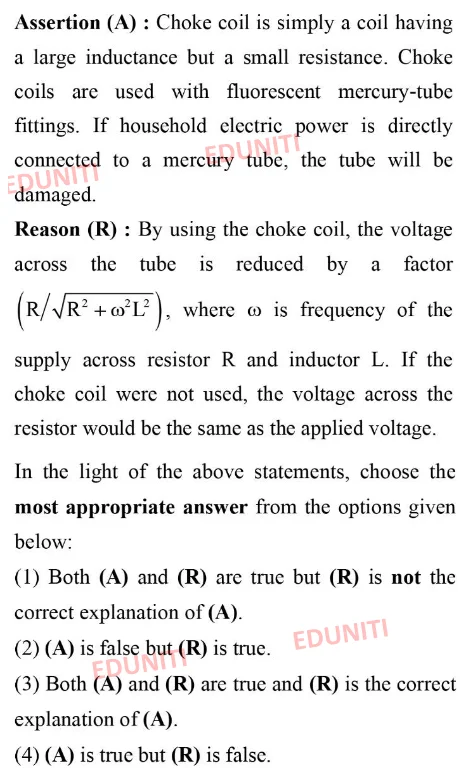 Assertion (A) : Choke coil is simply a coil having
a large inductance but a small resistance. Choke
coils are used with fluorescent mercury-tube
fittings. If household electric power is directly
connected to a mercury tube, the tube will be
damaged.
Reason (R) : By using the choke coil, the voltage
across the tube is reduced by a factor
(R/√R² + ω²L²), where ω is frequency of the
supply across resistor R and inductor L. If the
choke coil were not used, the voltage across the
resistor would be the same as the applied voltage.
In the light of the above statements, choose the
most appropriate answer from the options given
below:
(1) Both (A) and (R) are true but (R) is not the
correct explanation of (A).
(2) (A) is false but (R) is true.
(3) Both (A) and (R) are true and (R) is the correct
explanation of (A).
(4) (A) is true but (R) is false.
EDUNITI
EDUNITI
EDUNITI
EDUNITI